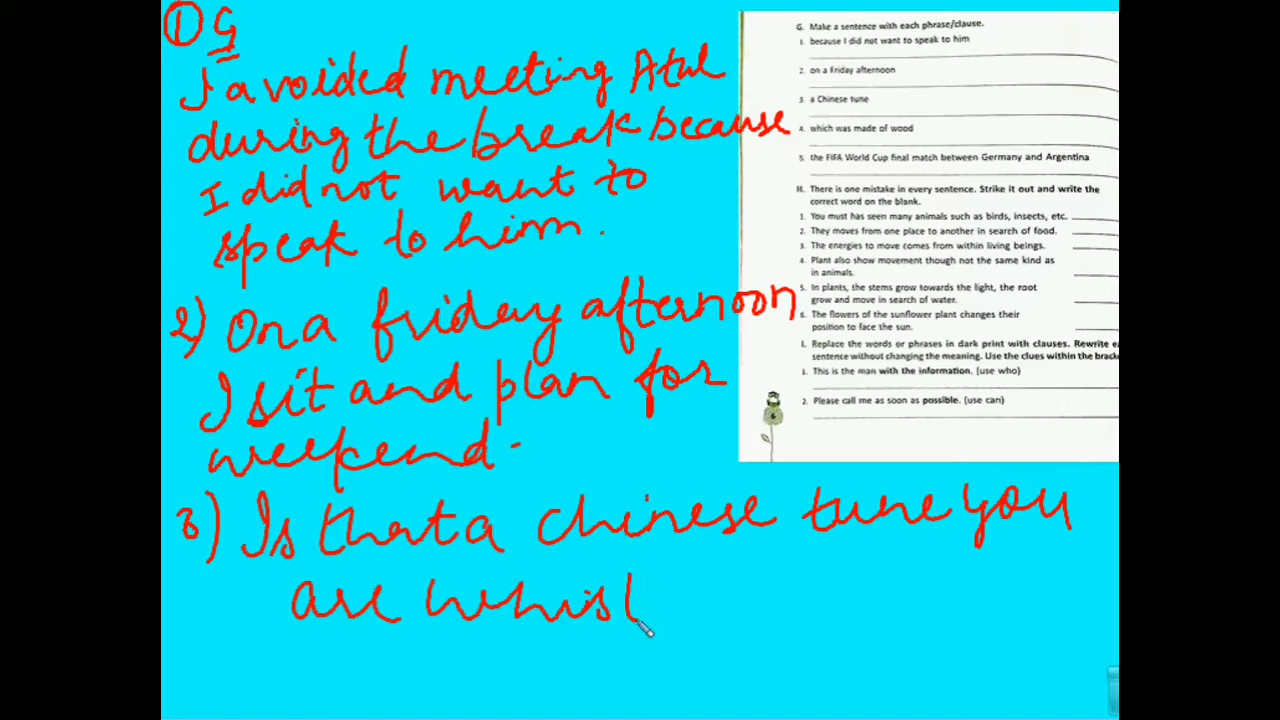 ① G
I avoided meeting Atul
during the break because
I did not want to
speak to him.
2) On a friday afternoon
I sit and plan for
weekend.
3) Is that a chinese tune you
are whist
G. Make a sentence with each phrase/clause.
1. because I did not want to speak to him
2. on a Friday afternoon
3. a Chinese tune
4. which was made of wood
5. the FIFA World Cup final match between Germany and Argentina
H. There is one mistake in every sentence. Strike it out and write the
correct word on the blank.
1. You must has seen many animals such as birds, insects, etc.
2. They moves from one place to another in search of food.
3. The energies to move comes from within living beings.
4. Plant also show movement though not the same kind as
in animals.
5. In plants, the stems grow towards the light, the root
grow and move in search of water.
6. The flowers of the sunflower plant changes their
position to face the sun.
I. Replace the words or phrases in dark print with clauses. Rewrite ea
sentence without changing the meaning. Use the clues within the bracke
1. This is the man with the information. (use who)
2. Please call me as soon as possible. (use can)
6